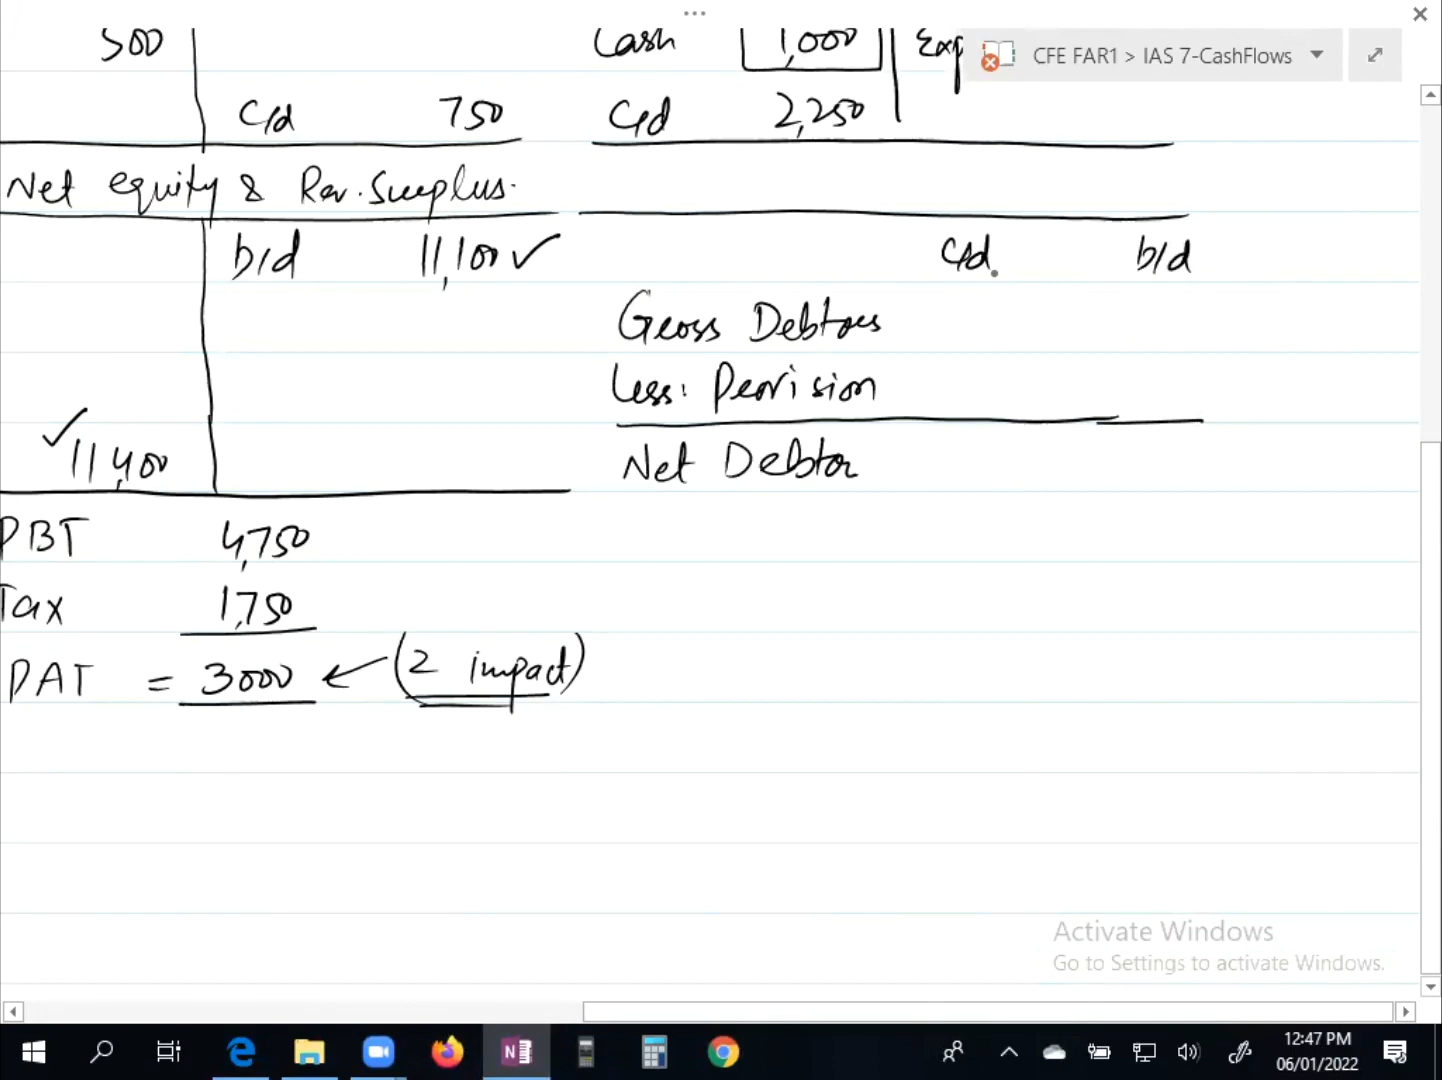 500 Cash 1,000 Exp CFE FAR1 > IAS 7-CashFlows
c/d 750 c/d 2,250
Net equity & Rev. Surplus.
b/d 11,100 ✓ c/d b/d
Gross Debtors
Less: Provision
✓ 11,400 Net Debtor
PBT 4,750
Tax 1,750
PAT = 3000 ← (2 impact)
Activate Windows
Go to Settings to activate Windows.
12:47 PM
06/01/2022